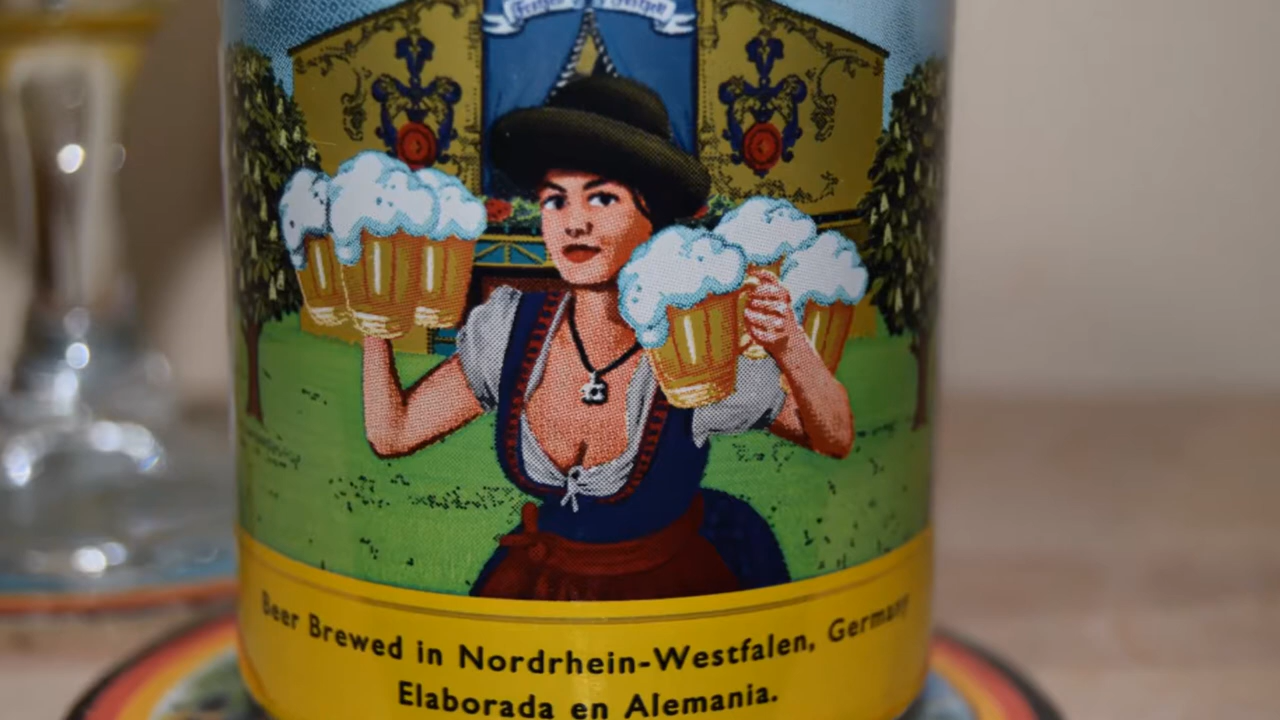 Beer Brewed in Nordrhein-Westfalen, Germany
Elaborada en Alemania.